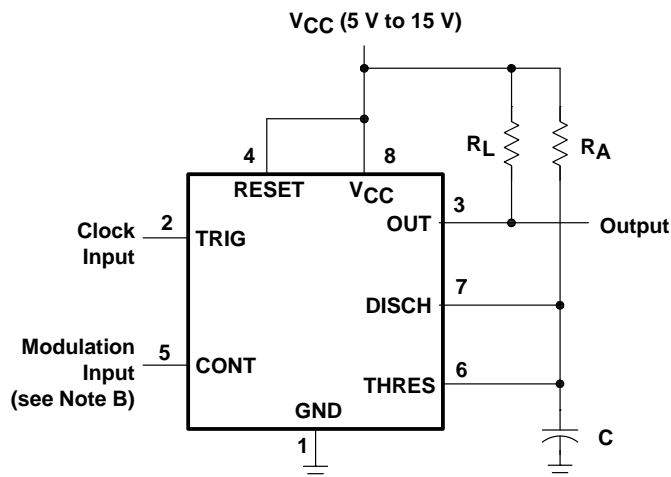 VCC (5 V to 15 V)
RL
RA
4
8
RESET
VCC
3
2
OUT
Output
Clock
Input
TRIG
7
DISCH
Modulation
Input
(see Note B)
5
CONT
6
THRES
GND
1
C